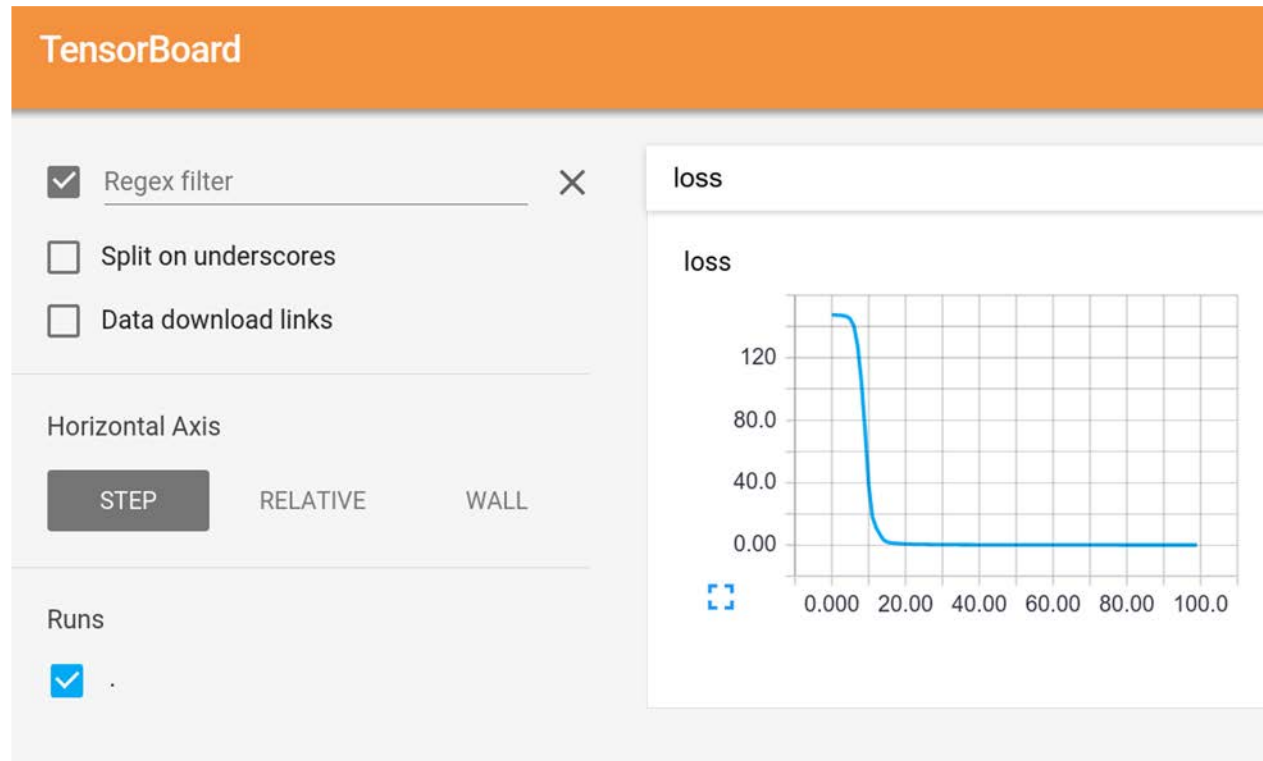 TensorBoard
Regex filter
Split on underscores
Data download links
Horizontal Axis
STEP RELATIVE WALL
Runs
.
loss
loss
120
80.0
40.0
0.00
0.000 20.00 40.00 60.00 80.00 100.0